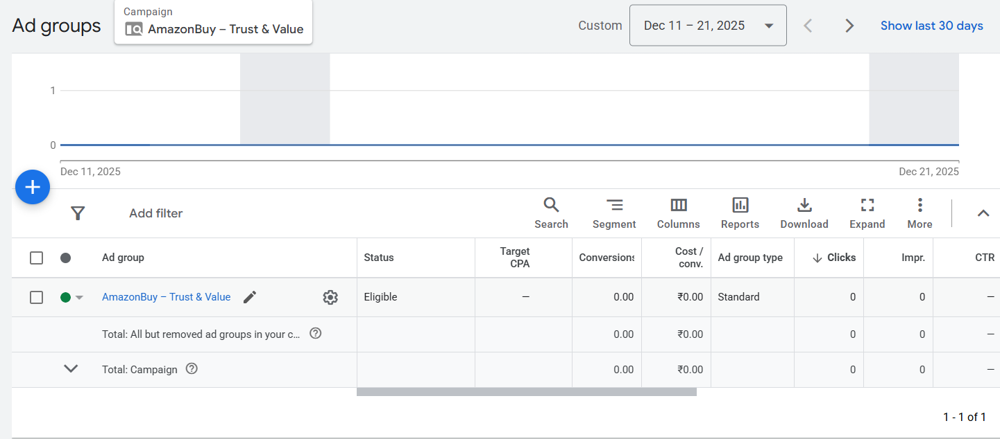 Ad groups
Campaign
AmazonBuy – Trust & Value
Custom
Dec 11 – 21, 2025
Show last 30 days
1
0
Dec 11, 2025
Dec 21, 2025
Add filter
Search
Segment
Columns
Reports
Download
Expand
More
Ad group
Status
Target
CPA
Conversions
Cost /
conv.
Ad group type
Clicks
Impr.
CTR
AmazonBuy – Trust & Value
Eligible
—
0.00
₹0.00
Standard
0
0
—
Total: All but removed ad groups in your c...
0.00
₹0.00
0
0
—
Total: Campaign
0.00
₹0.00
0
0
—
1 - 1 of 1